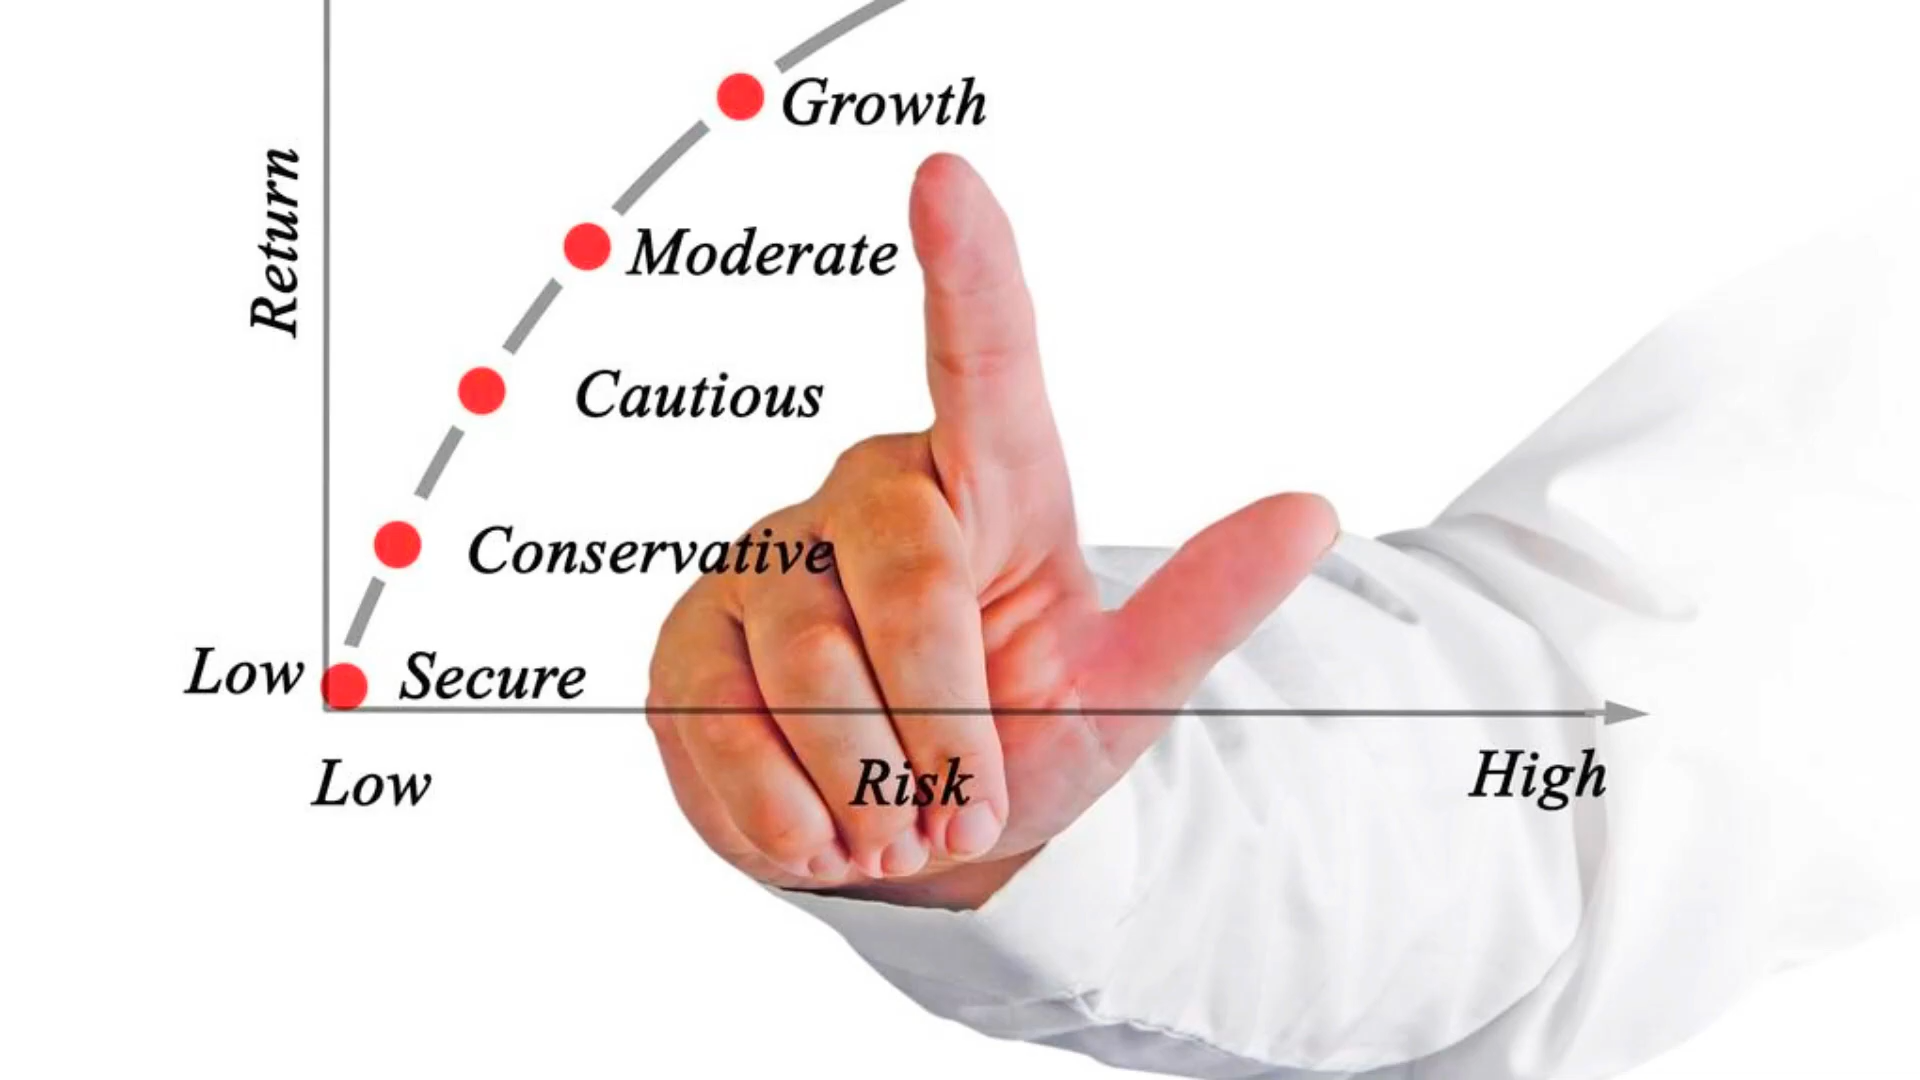 Growth
Return
Moderate
Cautious
Conservative
Low
Secure
Low
Risk
High